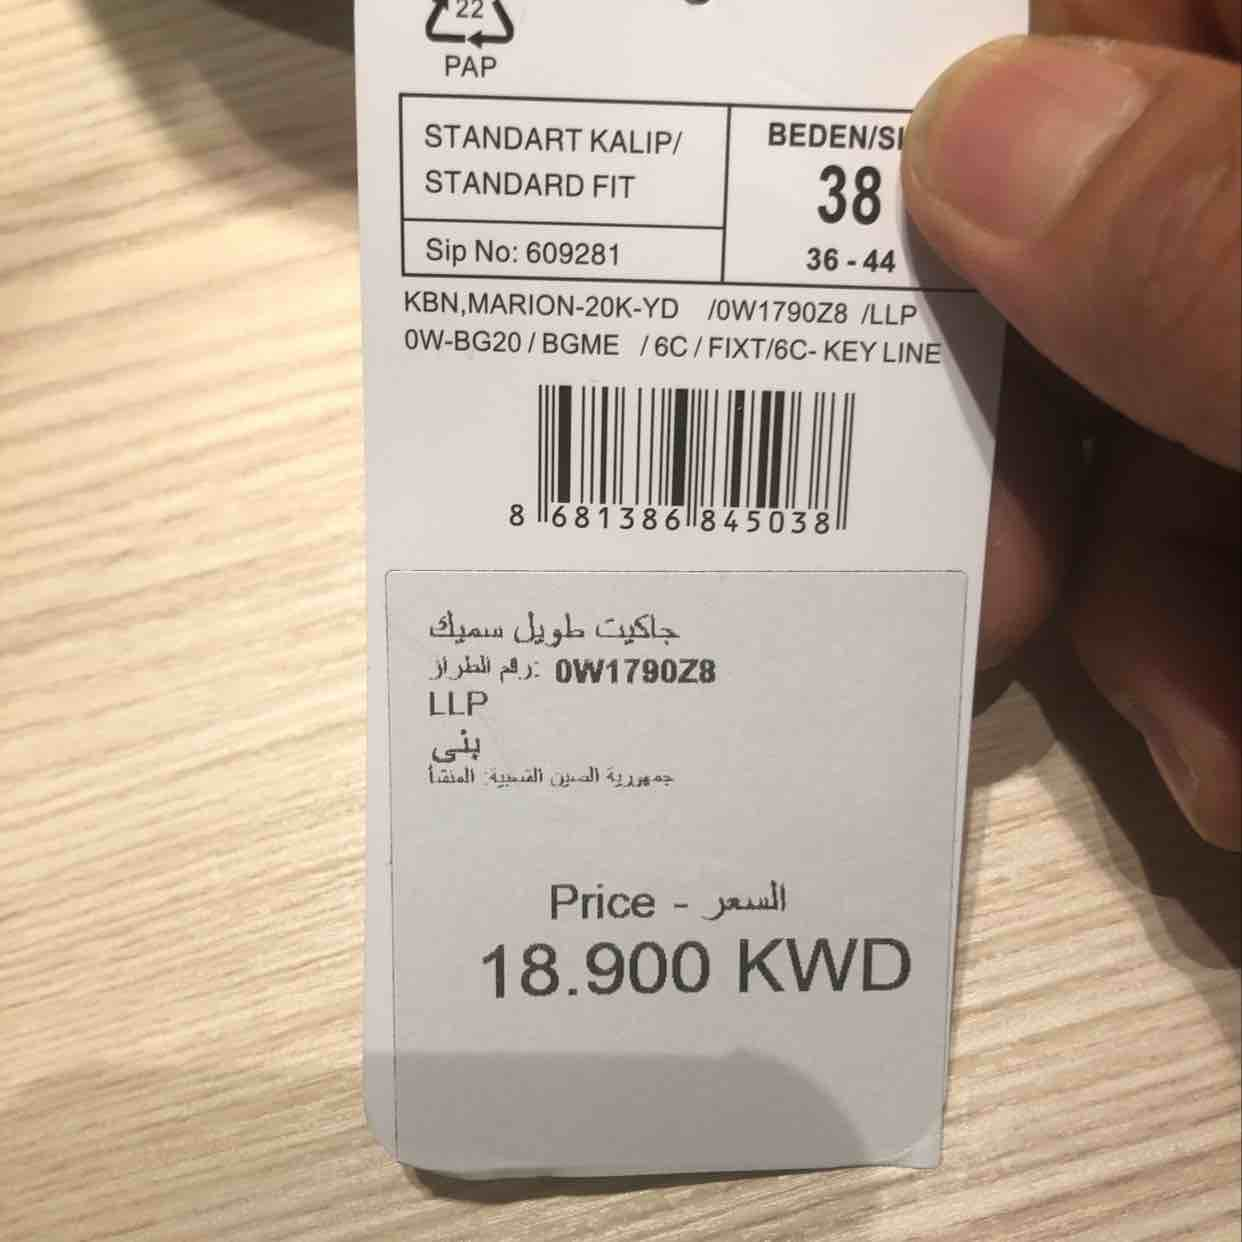 22
PAP
STANDART KALIP/
STANDARD FIT
BEDEN/SI
38
36 - 44
Sip No: 609281
KBN,MARION-20K-YD /0W1790Z8 /LLP
0W-BG20 / BGME / 6C / FIXT/6C- KEY LINE
8 681386 845038
جاكيت طويل سميك
رقم الطراز: 0W1790Z8
LLP
بنى
جمهورية الصين الشعبية: المنشأ
Price - السعر
18.900 KWD